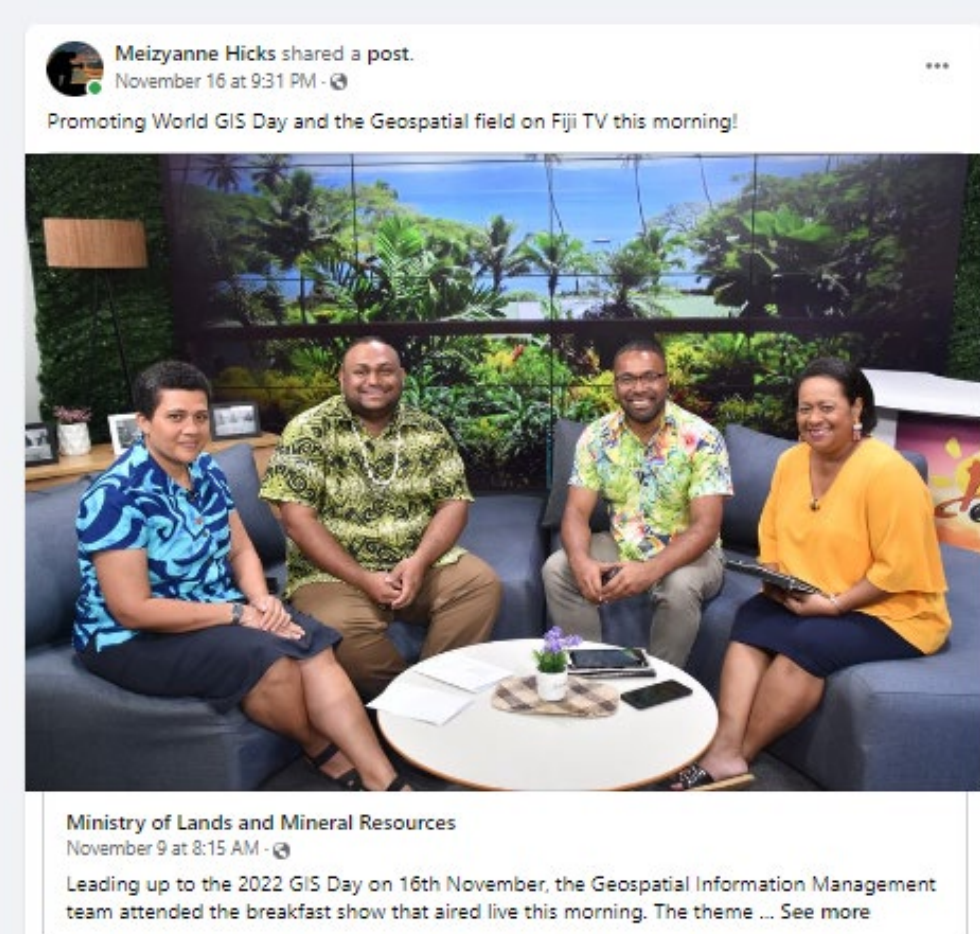 Meizyanne Hicks shared a post.
November 16 at 9:31 PM ·
Promoting World GIS Day and the Geospatial field on Fiji TV this morning!
Ministry of Lands and Mineral Resources
November 9 at 8:15 AM ·
Leading up to the 2022 GIS Day on 16th November, the Geospatial Information Management
team attended the breakfast show that aired live this morning. The theme ... See more